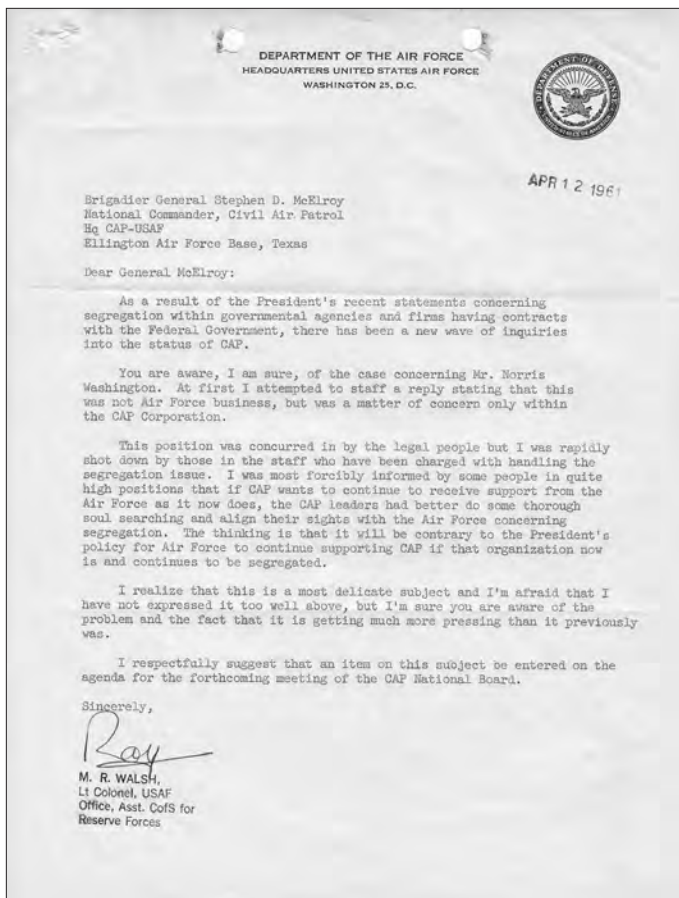 DEPARTMENT OF THE AIR FORCE
HEADQUARTERS UNITED STATES AIR FORCE
WASHINGTON 25, D.C.
DEPARTMENT OF DEFENSE
UNITED STATES OF AMERICA
APR 12 1961
Brigadier General Stephen D. McElroy
National Commander, Civil Air Patrol
Hq CAP-USAF
Ellington Air Force Base, Texas
Dear General McElroy:
As a result of the President's recent statements concerning
segregation within governmental agencies and firms having contracts
with the Federal Government, there has been a new wave of inquiries
into the status of CAP.
You are aware, I am sure, of the case concerning Mr. Norris
Washington. At first I attempted to staff a reply stating that this
was not Air Force business, but was a matter of concern only within
the CAP Corporation.
This position was concurred in by the legal people but I was rapidly
shot down by those in the staff who have been charged with handling the
segregation issue. I was most forcibly informed by some people in quite
high positions that if CAP wants to continue to receive support from the
Air Force as it now does, the CAP leaders had better do some thorough
soul searching and align their sights with the Air Force concerning
segregation. The thinking is that it will be contrary to the President's
policy for Air Force to continue supporting CAP if that organization now
is and continues to be segregated.
I realize that this is a most delicate subject and I'm afraid that I
have not expressed it too well above, but I'm sure you are aware of the
problem and the fact that it is getting much more pressing than it previously
was.
I respectfully suggest that an item on this subject be entered on the
agenda for the forthcoming meeting of the CAP National Board.
Sincerely,
Ray
M. R. WALSH,
Lt Colonel, USAF
Office, Asst. CofS for
Reserve Forces